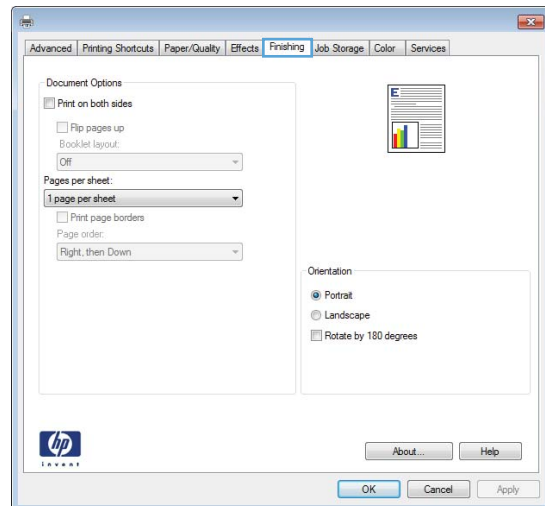 Advanced Printing Shortcuts Paper/Quality Effects Finishing Job Storage Color Services
Document Options
Print on both sides
Flip pages up
Booklet layout:
Off
Pages per sheet:
1 page per sheet
Print page borders
Page order:
Right, then Down
E
Orientation
Portrait
Landscape
Rotate by 180 degrees
hp
invent
About... Help
OK Cancel Apply